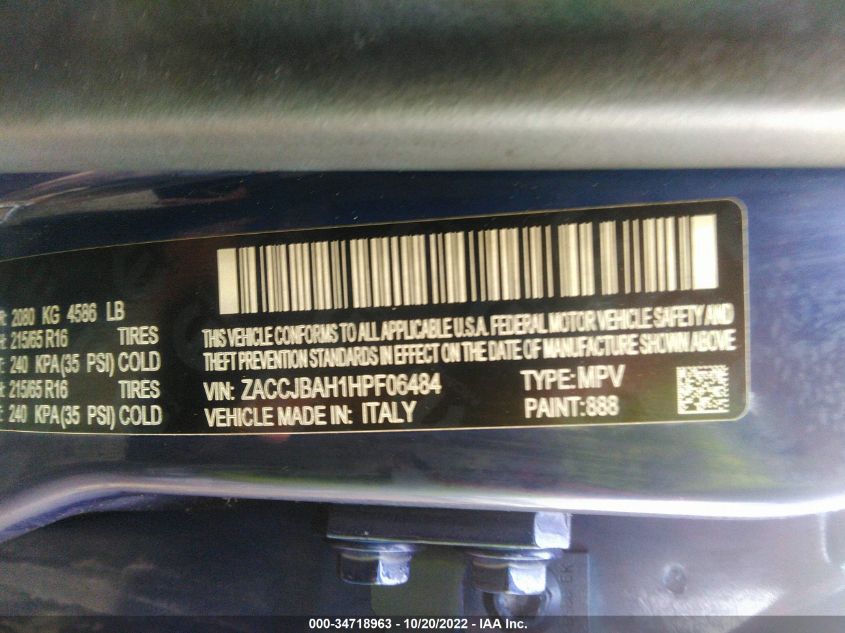 2080 KG 4586 LB
215/65 R16 TIRES
240 KPA(35 PSI) COLD
215/65 R16 TIRES
240 KPA(35 PSI) COLD
THIS VEHICLE CONFORMS TO ALL APPLICABLE U.S.A. FEDERAL MOTOR VEHICLE SAFETY AND
THEFT PREVENTION STANDARDS IN EFFECT ON THE DATE OF MANUFACTURE SHOWN ABOVE
VIN: ZACCJBAH1HPF06484 TYPE:MPV
VEHICLE MADE IN: ITALY PAINT:888
000-34718963 - 10/20/2022 - IAA Inc.